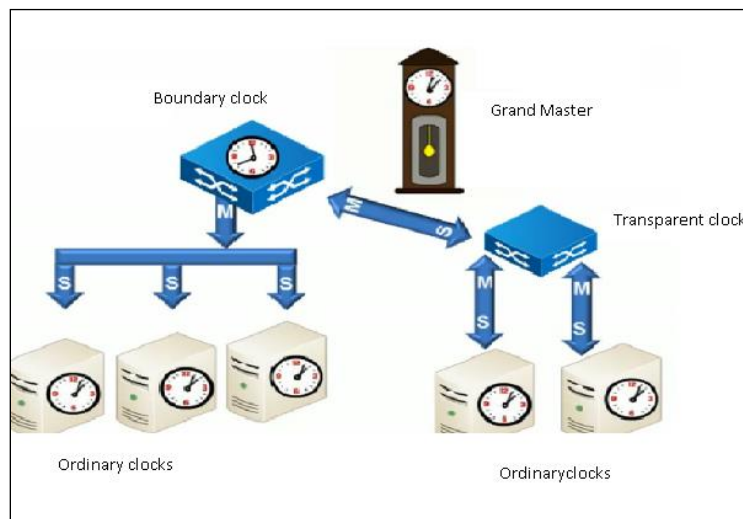 Boundary clock
Grand Master
Transparent clock
M
M
S
S
S
S
M
S
M
S
Ordinary clocks
Ordinaryclocks